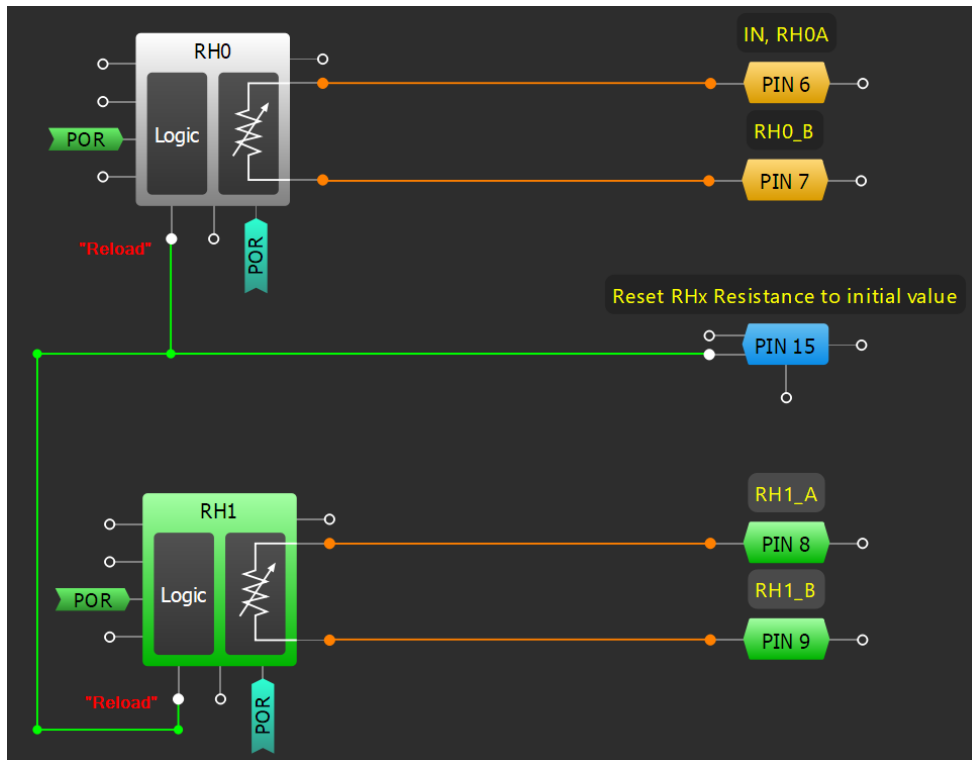 IN, RH0A
RH0
PIN 6
Logic
POR
RH0_B
PIN 7
"Reload"
POR
Reset RHx Resistance to initial value
PIN 15
RH1_A
RH1
PIN 8
Logic
POR
RH1_B
PIN 9
"Reload"
POR